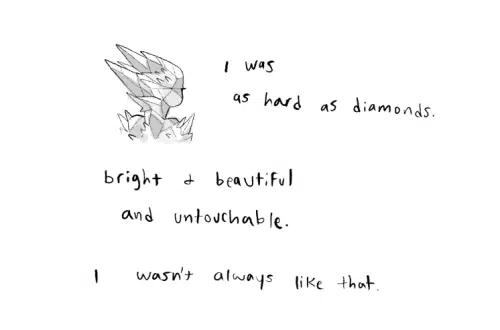 I was
as hard as diamonds.
bright & beautiful
and untouchable.
I wasn't always like that.